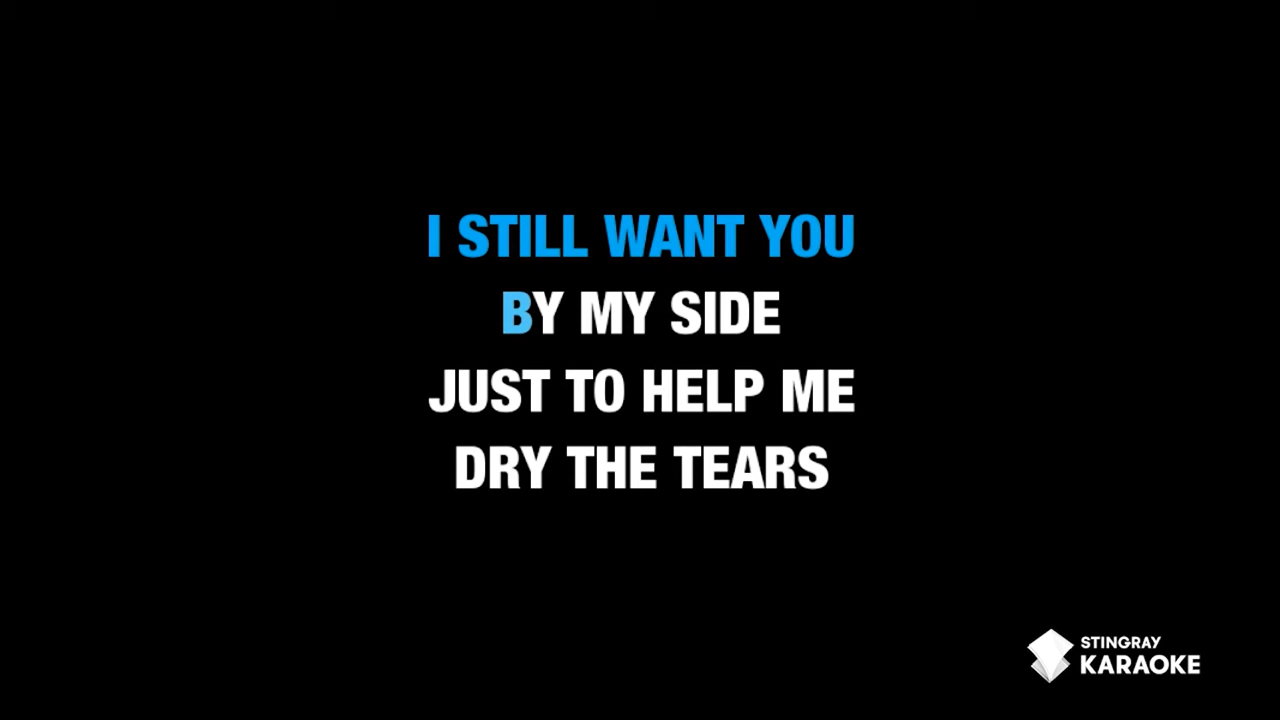 I STILL WANT YOU
BY MY SIDE
JUST TO HELP ME
DRY THE TEARS
STINGRAY
KARAOKE